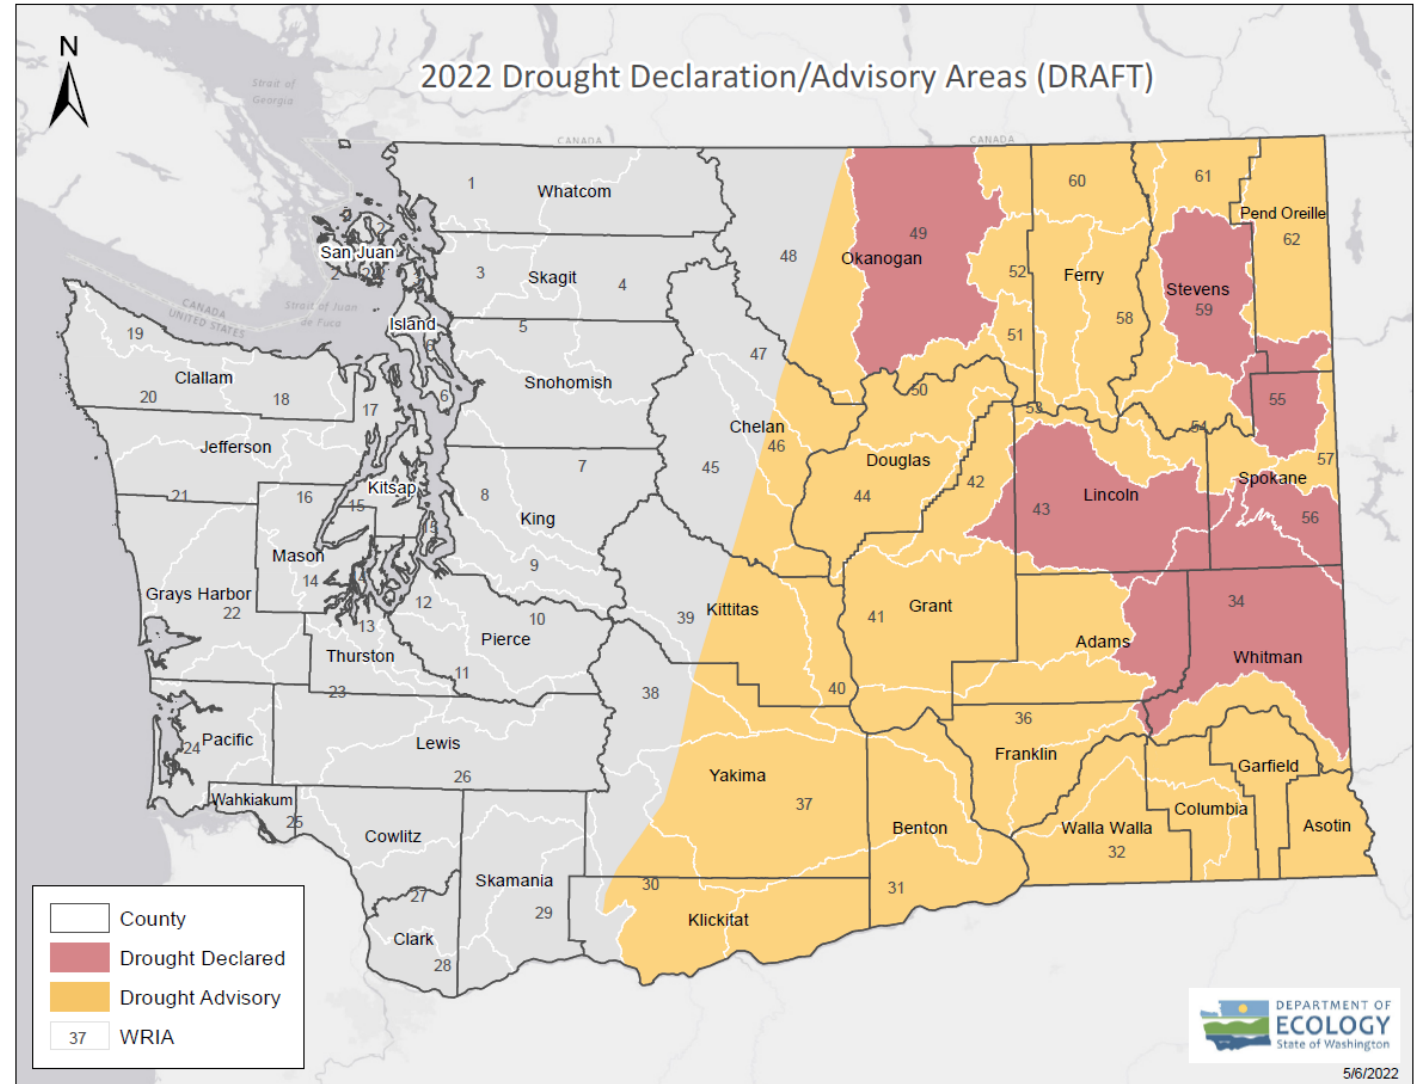 N
2022 Drought Declaration/Advisory Areas (DRAFT)
Strait of
Georgia
CANADA
CANADA
1
Whatcom
48
49
Okanogan
60
61
Pend Oreille
62
2
San Juan
2
2
3
Skagit
4
52
Ferry
Stevens
59
CANADA
UNITED STATES
Strait of Juan
de Fuca
Island
6
5
47
51
58
19
Clallam
20
18
17
6
Snohomish
50
53
55
Jefferson
Chelan
46
45
Douglas
44
42
54
57
Spokane
21
16
15
Kitsap
15
7
8
King
43
Lincoln
56
Mason
14
9
Grays Harbor
22
12
10
39
Kittitas
41
Grant
34
13
Thurston
Pierce
11
Adams
Whitman
23
38
40
24
Pacific
Lewis
26
36
Franklin
Yakima
37
Garfield
Wahkiakum
25
Cowlitz
Benton
Walla Walla
32
Columbia
Asotin
27
Skamania
29
30
31
Klickitat
Clark
28
County
Drought Declared
Drought Advisory
37
WRIA
DEPARTMENT OF
ECOLOGY
State of Washington
5/6/2022